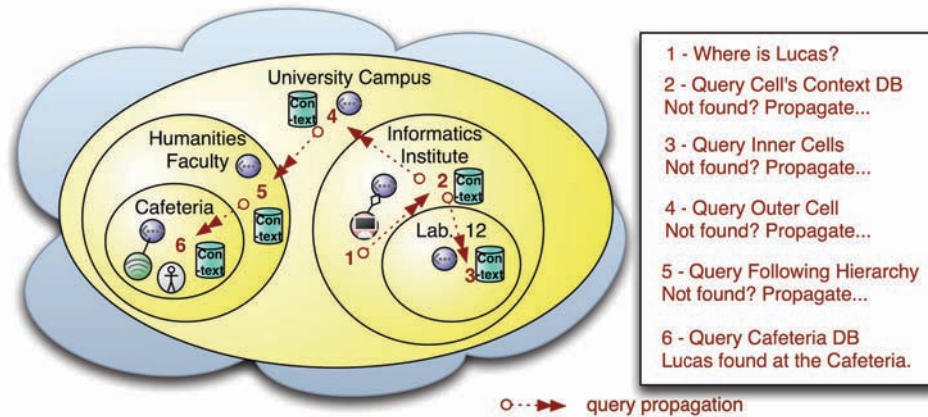 University Campus
Con
-text
4
Humanities
Faculty
5
Con
-text
Cafeteria
6
Con
-text
Informatics
Institute
2
Con
-text
1
Lab. 12
3
Con
-text
1 - Where is Lucas?
2 - Query Cell's Context DB
Not found? Propagate...
3 - Query Inner Cells
Not found? Propagate...
4 - Query Outer Cell
Not found? Propagate...
5 - Query Following Hierarchy
Not found? Propagate...
6 - Query Cafeteria DB
Lucas found at the Cafeteria.
query propagation